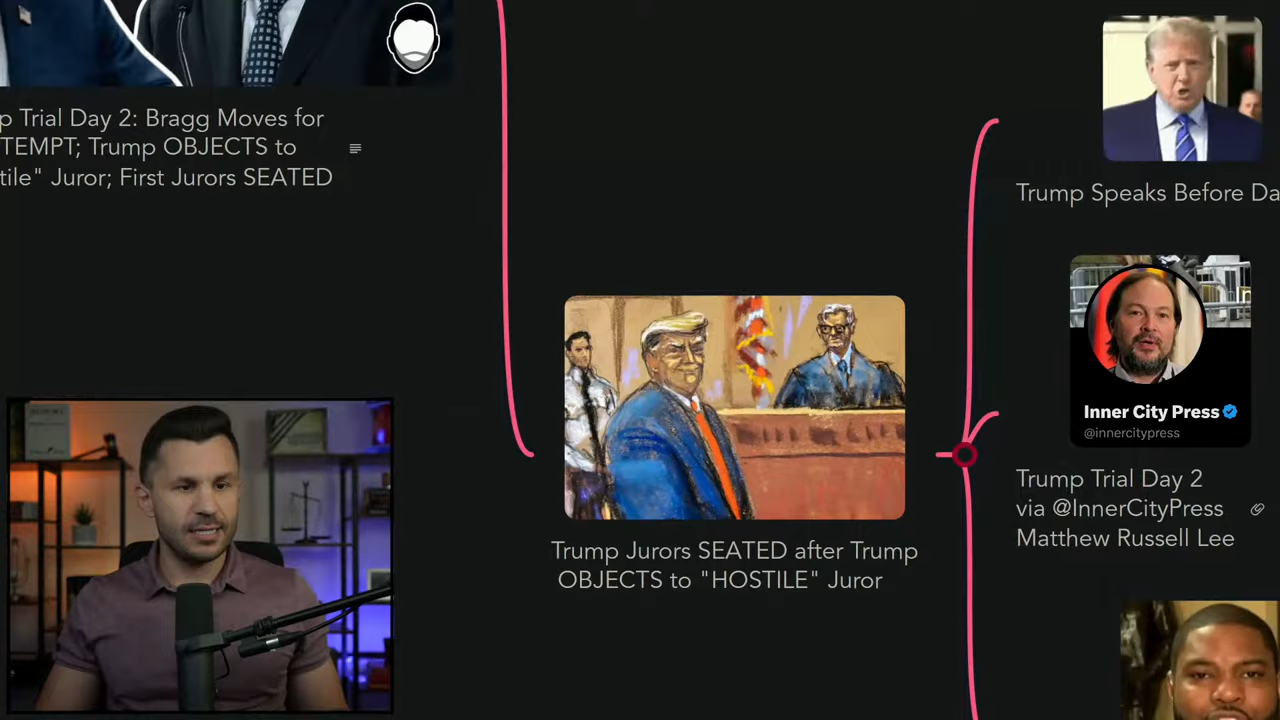 p Trial Day 2: Bragg Moves for
TEMPT; Trump OBJECTS to
tile" Juror; First Jurors SEATED
Trump Speaks Before Da
Inner City Press
@innercitypress
Trump Trial Day 2
via @InnerCityPress
Matthew Russell Lee
Trump Jurors SEATED after Trump
OBJECTS to "HOSTILE" Juror